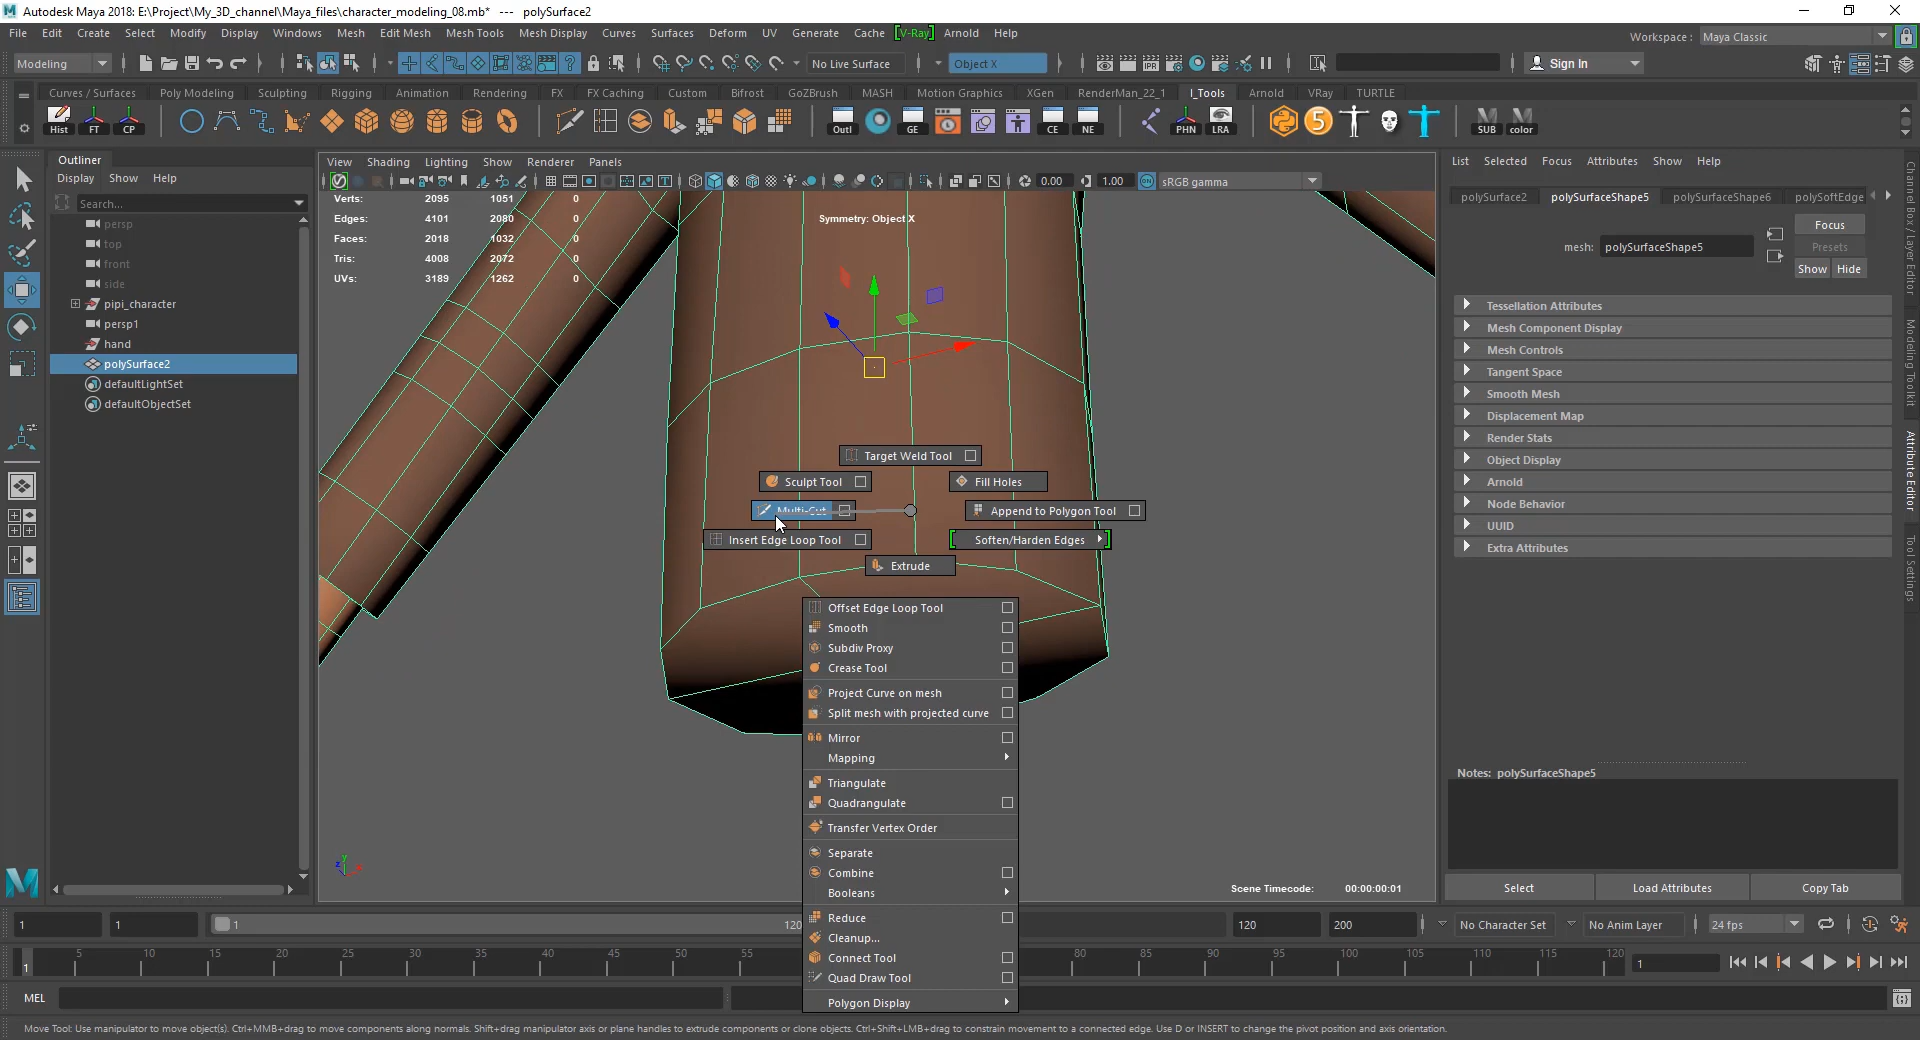 Autodesk Maya 2018: E:\Project\My_3D_channel\Maya_files\character_modeling_08.mb* --- polySurface2
File Edit Create Select Modify Display Windows Mesh Edit Mesh Mesh Tools Mesh Display Curves Surfaces Deform UV Generate Cache [V-Ray] Arnold Help
Workspace : Maya Classic
Modeling No Live Surface Object X Sign In
Curves / Surfaces Poly Modeling Sculpting Rigging Animation Rendering FX FX Caching Custom Bifrost GoZBrush MASH Motion Graphics XGen RenderMan_22_1 I_Tools Arnold VRay TURTLE
Hist FT CP Outl GE CE NE PHN LRA SUB color
Outliner
Display Show Help
Search...
persp
top
front
side
pipi_character
persp1
hand
polySurface2
defaultLightSet
defaultObjectSet
View Shading Lighting Show Renderer Panels
0.00 1.00 sRGB gamma
Verts: 2095 1051 0
Edges: 4101 2080 0
Faces: 2018 1032 0
Tris: 4008 2072 0
UVs: 3189 1262 0
Symmetry: Object X
Target Weld Tool
Sculpt Tool
Fill Holes
Multi-Cut
Append to Polygon Tool
Insert Edge Loop Tool
Soften/Harden Edges
Extrude
Offset Edge Loop Tool
Smooth
Subdiv Proxy
Crease Tool
Project Curve on mesh
Split mesh with projected curve
Mirror
Mapping
Triangulate
Quadrangulate
Transfer Vertex Order
Separate
Combine
Booleans
Reduce
Cleanup...
Connect Tool
Quad Draw Tool
Polygon Display
Scene Timecode: 00:00:00:01
List Selected Focus Attributes Show Help
polySurface2 polySurfaceShape5 polySurfaceShape6 polySoftEdge
mesh: polySurfaceShape5
Focus
Presets
Show Hide
Tessellation Attributes
Mesh Component Display
Mesh Controls
Tangent Space
Smooth Mesh
Displacement Map
Render Stats
Object Display
Arnold
Node Behavior
UUID
Extra Attributes
Notes: polySurfaceShape5
Select Load Attributes Copy Tab
Channel Box / Layer Editor
Modeling Toolkit
Attribute Editor
Tool Settings
1 1 1 120 120 200 No Character Set No Anim Layer 24 fps
1 5 10 15 20 25 30 35 40 45 50 55 80 85 90 95 100 105 110 115 120 1
MEL
Move Tool: Use manipulator to move object(s). Ctrl+MMB+drag to move components along normals. Shift+drag manipulator axis or plane handles to extrude components or clone objects. Ctrl+Shift+LMB+drag to constrain movement to a connected edge. Use D or INSERT to change the pivot position and axis orientation.